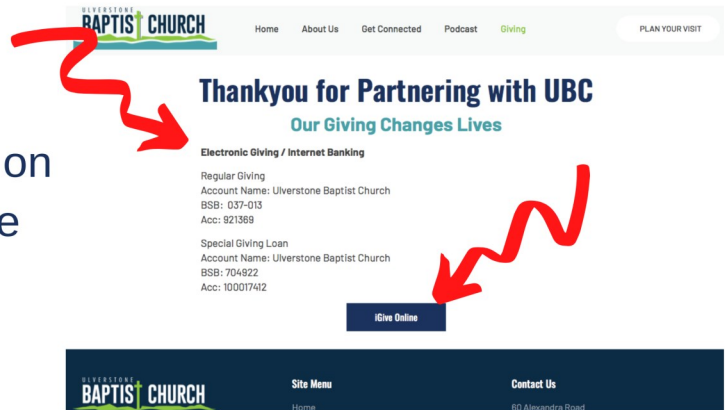 ULVERSTONE
BAPTIST CHURCH
Home About Us Get Connected Podcast Giving PLAN YOUR VISIT
Thankyou for Partnering with UBC
Our Giving Changes Lives
on
e
Electronic Giving / Internet Banking
Regular Giving
Account Name: Ulverstone Baptist Church
BSB: 037-013
Acc: 921369
Special Giving Loan
Account Name: Ulverstone Baptist Church
BSB: 704922
Acc: 100017412
iGive Online
ULVERSTONE
BAPTIST CHURCH
Site Menu
Home
Contact Us
60 Alexandra Road